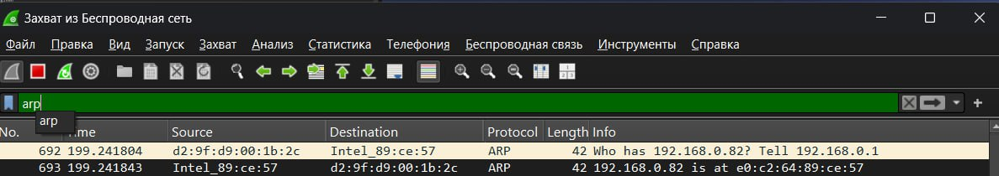 Захват из Беспроводная сеть
Файл Правка Вид Запуск Захват Анализ Статистика Телефония Беспроводная связь Инструменты Справка
arp
arp
No. Time Source Destination Protocol Length Info
692 199.241804 d2:9f:d9:00:1b:2c Intel_89:ce:57 ARP 42 Who has 192.168.0.82? Tell 192.168.0.1
693 199.241843 Intel_89:ce:57 d2:9f:d9:00:1b:2c ARP 42 192.168.0.82 is at e0:c2:64:89:ce:57